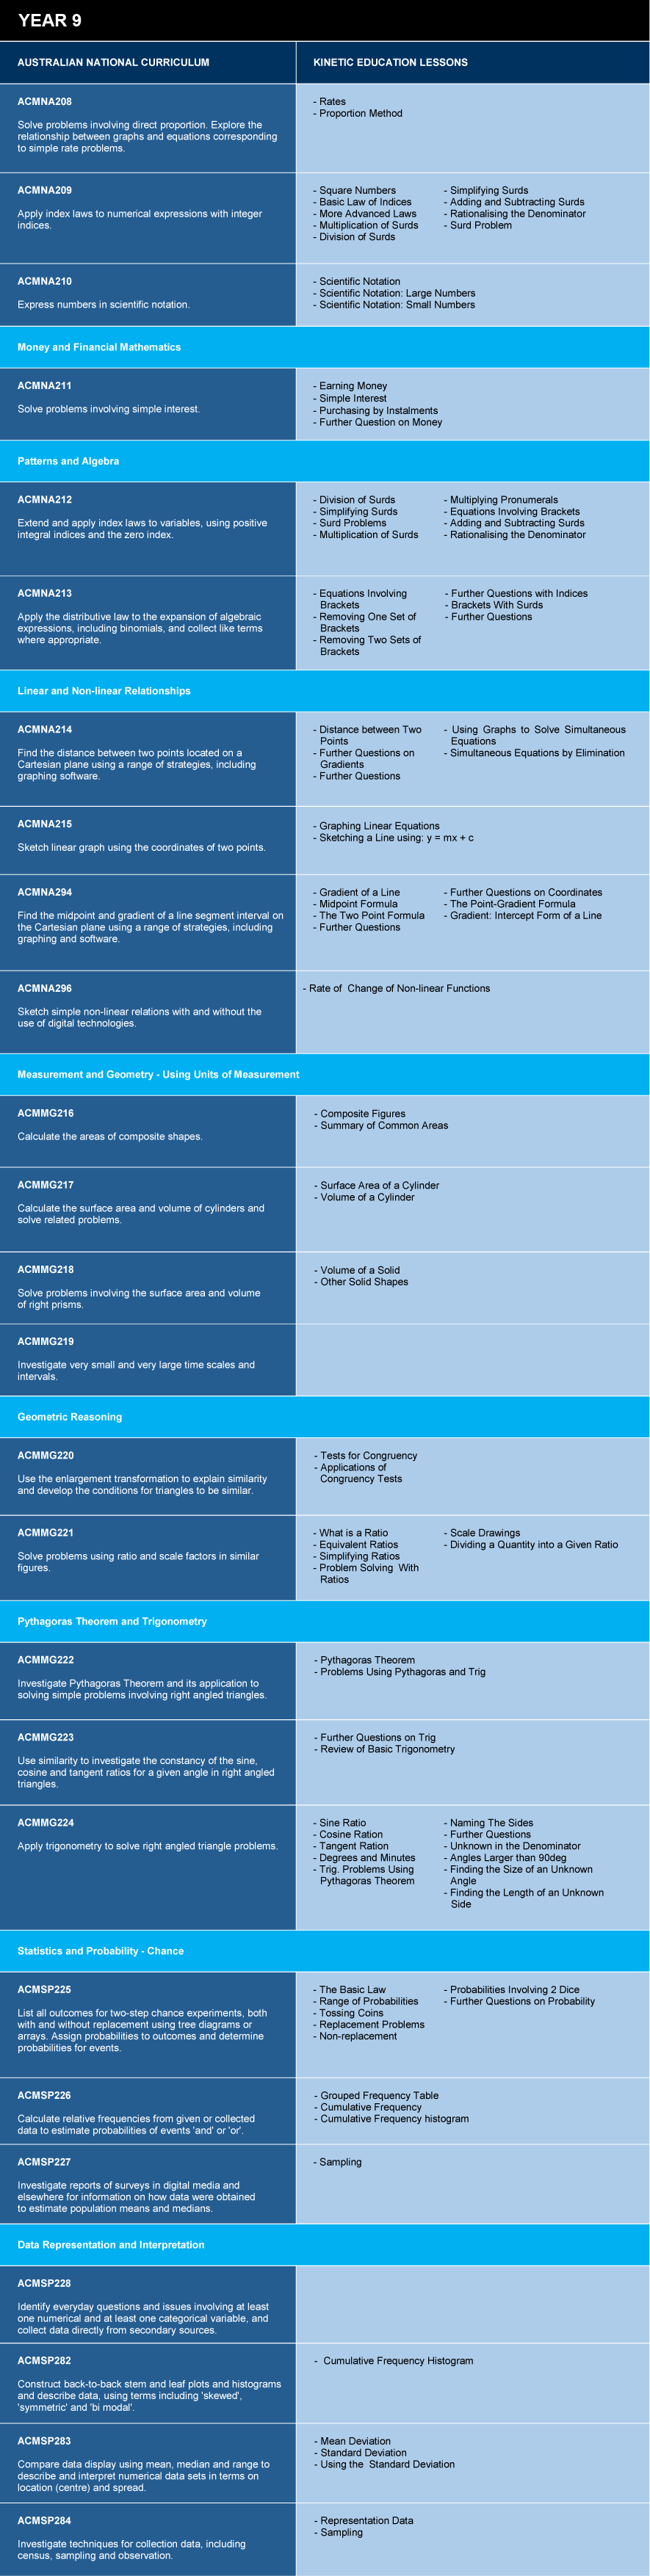 YEAR 9
AUSTRALIAN NATIONAL CURRICULUM
KINETIC EDUCATION LESSONS
ACMNA208
Solve problems involving direct proportion. Explore the
relationship between graphs and equations corresponding
to simple rate problems.
- Rates
- Proportion Method
ACMNA209
Apply index laws to numerical expressions with integer
indices.
- Square Numbers
- Basic Law of Indices
- More Advanced Laws
- Multiplication of Surds
- Division of Surds
- Simplifying Surds
- Adding and Subtracting Surds
- Rationalising the Denominator
- Surd Problem
ACMNA210
Express numbers in scientific notation.
- Scientific Notation
- Scientific Notation: Large Numbers
- Scientific Notation: Small Numbers
Money and Financial Mathematics
ACMNA211
Solve problems involving simple interest.
- Earning Money
- Simple Interest
- Purchasing by Instalments
- Further Question on Money
Patterns and Algebra
ACMNA212
Extend and apply index laws to variables, using positive
integral indices and the zero index.
- Division of Surds
- Simplifying Surds
- Surd Problems
- Multiplication of Surds
- Multiplying Pronumerals
- Equations Involving Brackets
- Adding and Subtracting Surds
- Rationalising the Denominator
ACMNA213
Apply the distributive law to the expansion of algebraic
expressions, including binomials, and collect like terms
where appropriate.
- Equations Involving
Brackets
- Removing One Set of
Brackets
- Removing Two Sets of
Brackets
- Further Questions with Indices
- Brackets With Surds
- Further Questions
Linear and Non-linear Relationships
ACMNA214
Find the distance between two points located on a
Cartesian plane using a range of strategies, including
graphing software.
- Distance between Two
Points
- Further Questions on
Gradients
- Further Questions
- Using Graphs to Solve Simultaneous
Equations
- Simultaneous Equations by Elimination
ACMNA215
Sketch linear graph using the coordinates of two points.
- Graphing Linear Equations
- Sketching a Line using: y = mx + c
ACMNA294
Find the midpoint and gradient of a line segment interval on
the Cartesian plane using a range of strategies, including
graphing and software.
- Gradient of a Line
- Midpoint Formula
- The Two Point Formula
- Further Questions
- Further Questions on Coordinates
- The Point-Gradient Formula
- Gradient: Intercept Form of a Line
ACMNA296
Sketch simple non-linear relations with and without the
use of digital technologies.
- Rate of Change of Non-linear Functions
Measurement and Geometry - Using Units of Measurement
ACMMG216
Calculate the areas of composite shapes.
- Composite Figures
- Summary of Common Areas
ACMMG217
Calculate the surface area and volume of cylinders and
solve related problems.
- Surface Area of a Cylinder
- Volume of a Cylinder
ACMMG218
Solve problems involving the surface area and volume
of right prisms.
- Volume of a Solid
- Other Solid Shapes
ACMMG219
Investigate very small and very large time scales and
intervals.
Geometric Reasoning
ACMMG220
Use the enlargement transformation to explain similarity
and develop the conditions for triangles to be similar.
- Tests for Congruency
- Applications of
Congruency Tests
ACMMG221
Solve problems using ratio and scale factors in similar
figures.
- What is a Ratio
- Equivalent Ratios
- Simplifying Ratios
- Problem Solving With
Ratios
- Scale Drawings
- Dividing a Quantity into a Given Ratio
Pythagoras Theorem and Trigonometry
ACMMG222
Investigate Pythagoras Theorem and its application to
solving simple problems involving right angled triangles.
- Pythagoras Theorem
- Problems Using Pythagoras and Trig
ACMMG223
Use similarity to investigate the constancy of the sine,
cosine and tangent ratios for a given angle in right angled
triangles.
- Further Questions on Trig
- Review of Basic Trigonometry
ACMMG224
Apply trigonometry to solve right angled triangle problems.
- Sine Ratio
- Cosine Ration
- Tangent Ration
- Degrees and Minutes
- Trig. Problems Using
Pythagoras Theorem
- Naming The Sides
- Further Questions
- Unknown in the Denominator
- Angles Larger than 90deg
- Finding the Size of an Unknown
Angle
- Finding the Length of an Unknown
Side
Statistics and Probability - Chance
ACMSP225
List all outcomes for two-step chance experiments, both
with and without replacement using tree diagrams or
arrays. Assign probabilities to outcomes and determine
probabilities for events.
- The Basic Law
- Range of Probabilities
- Tossing Coins
- Replacement Problems
- Non-replacement
- Probabilities Involving 2 Dice
- Further Questions on Probability
ACMSP226
Calculate relative frequencies from given or collected
data to estimate probabilities of events 'and' or 'or'.
- Grouped Frequency Table
- Cumulative Frequency
- Cumulative Frequency histogram
ACMSP227
Investigate reports of surveys in digital media and
elsewhere for information on how data were obtained
to estimate population means and medians.
- Sampling
Data Representation and Interpretation
ACMSP228
Identify everyday questions and issues involving at least
one numerical and at least one categorical variable, and
collect data directly from secondary sources.
ACMSP282
Construct back-to-back stem and leaf plots and histograms
and describe data, using terms including 'skewed',
'symmetric' and 'bi modal'.
- Cumulative Frequency Histogram
ACMSP283
Compare data display using mean, median and range to
describe and interpret numerical data sets in terms on
location (centre) and spread.
- Mean Deviation
- Standard Deviation
- Using the Standard Deviation
ACMSP284
Investigate techniques for collection data, including
census, sampling and observation.
- Representation Data
- Sampling